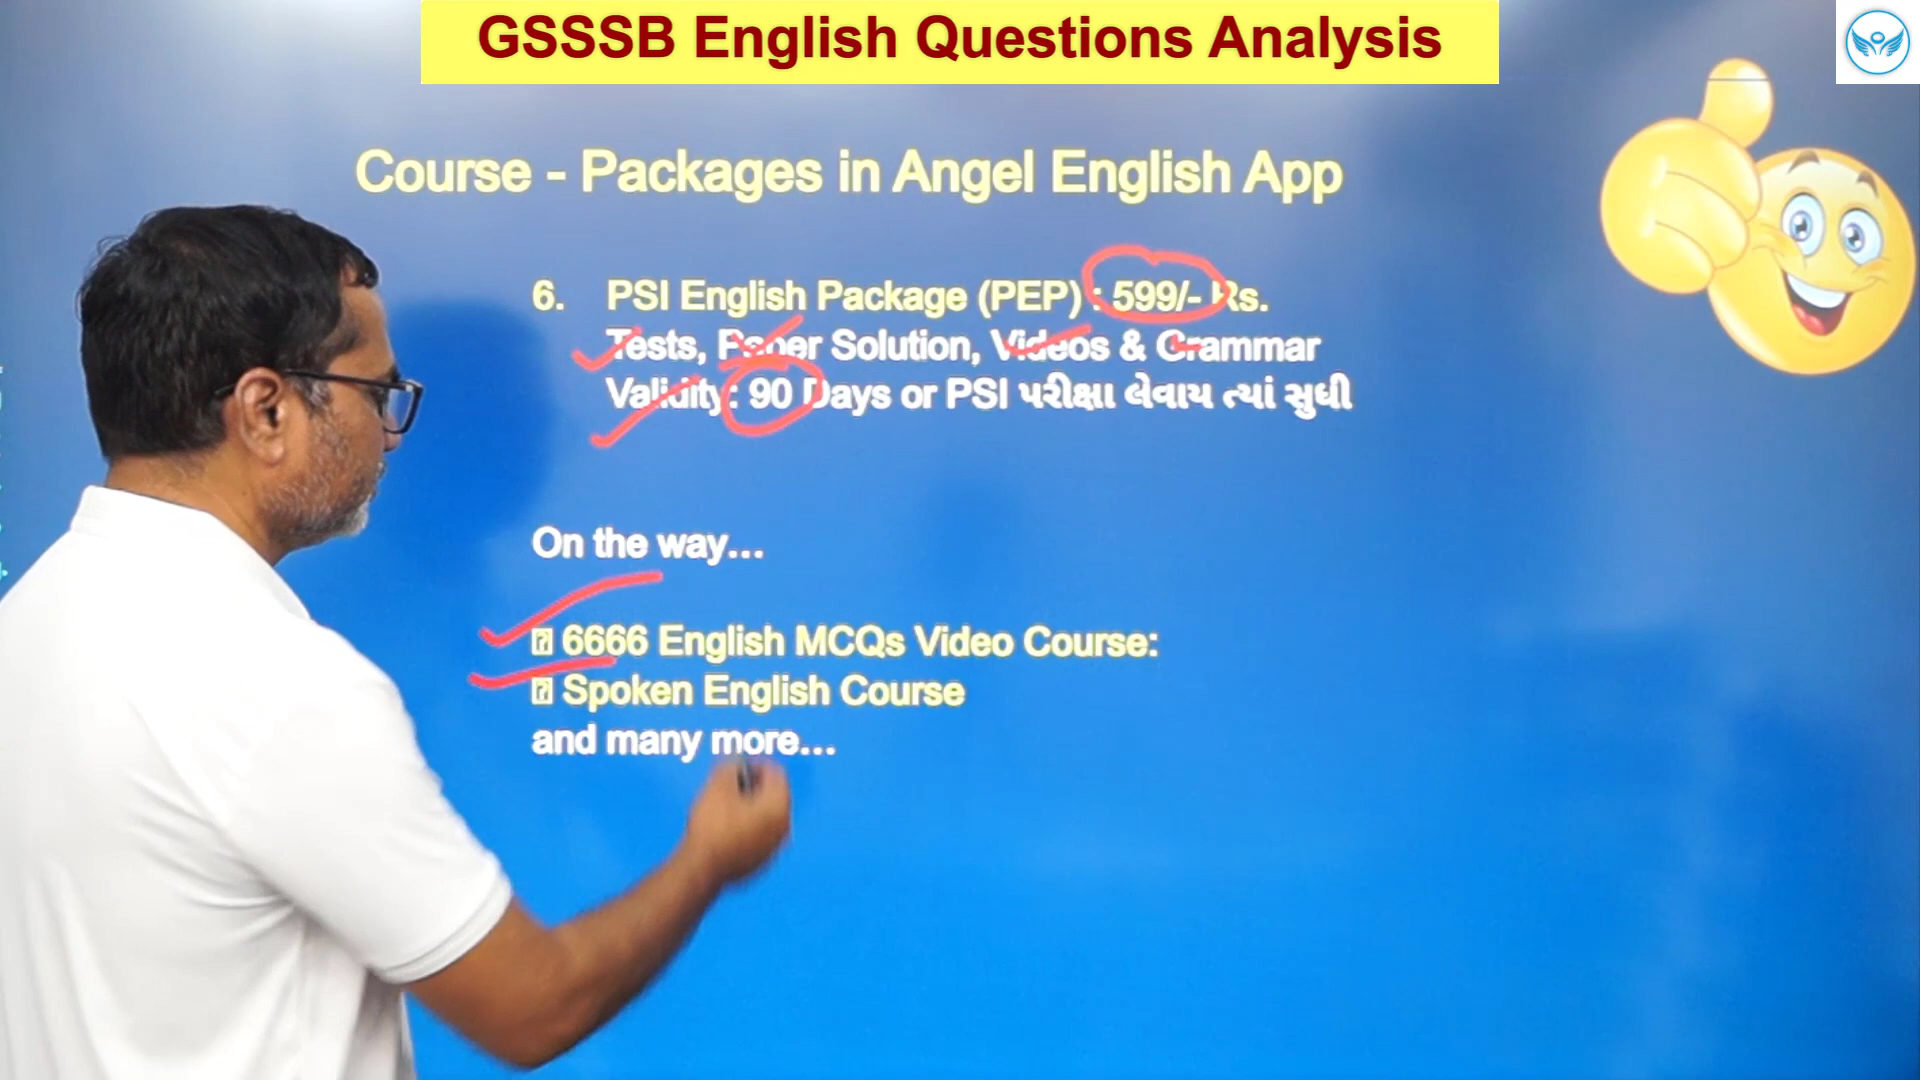 GSSSB English Questions Analysis
Course - Packages in Angel English App
6. PSI English Package (PEP) : 599/- Rs.
Tests, Paper Solution, Videos & Grammar
Validity: 90 Days or PSI પરીક્ષા લેવાય ત્યાં સુધી
On the way...
6666 English MCQs Video Course:
Spoken English Course
and many more...